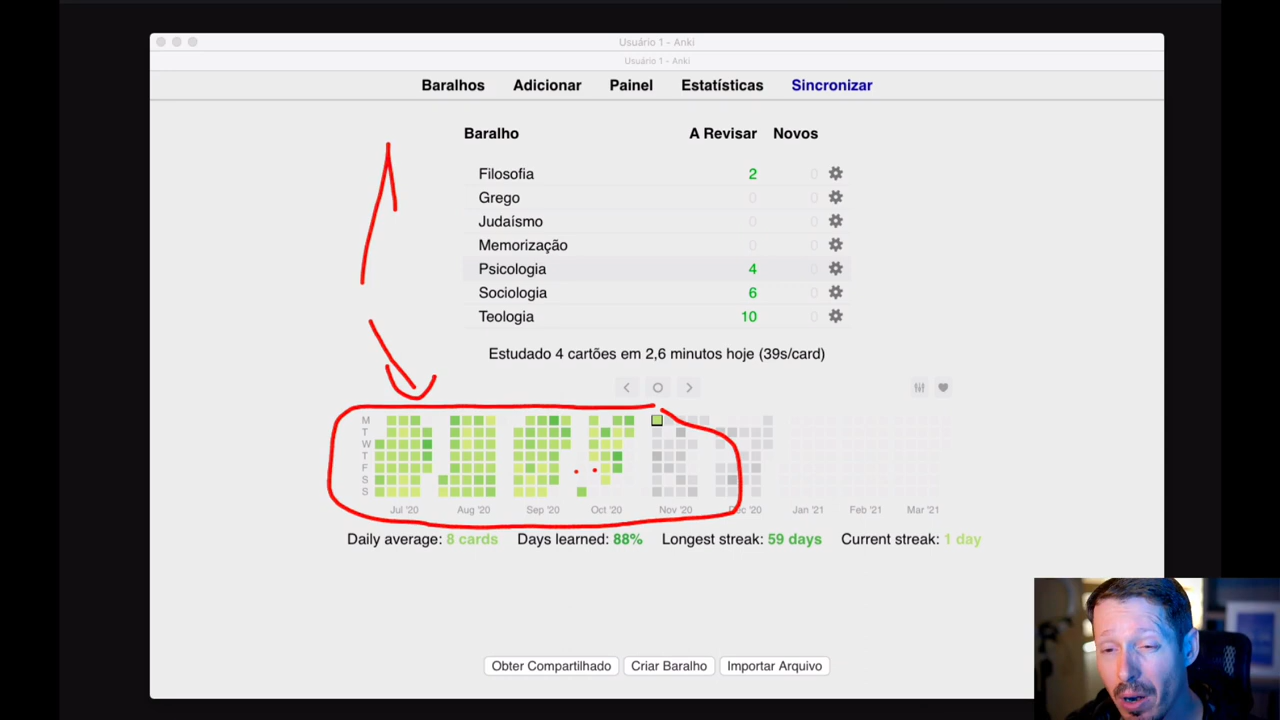 Usuário 1 - Anki
Usuário 1 - Anki
Baralhos Adicionar Painel Estatísticas Sincronizar
Baralho A Revisar Novos
Filosofia 2 0
Grego 0 0
Judaísmo 0 0
Memorização 0 0
Psicologia 4 0
Sociologia 6 0
Teologia 10 0
Estudado 4 cartões em 2,6 minutos hoje (39s/card)
M
T
W
T
F
S
S
Jul '20 Aug '20 Sep '20 Oct '20 Nov '20 Dec '20 Jan '21 Feb '21 Mar '21
Daily average: 8 cards Days learned: 88% Longest streak: 59 days Current streak: 1 day
Obter Compartilhado Criar Baralho Importar Arquivo